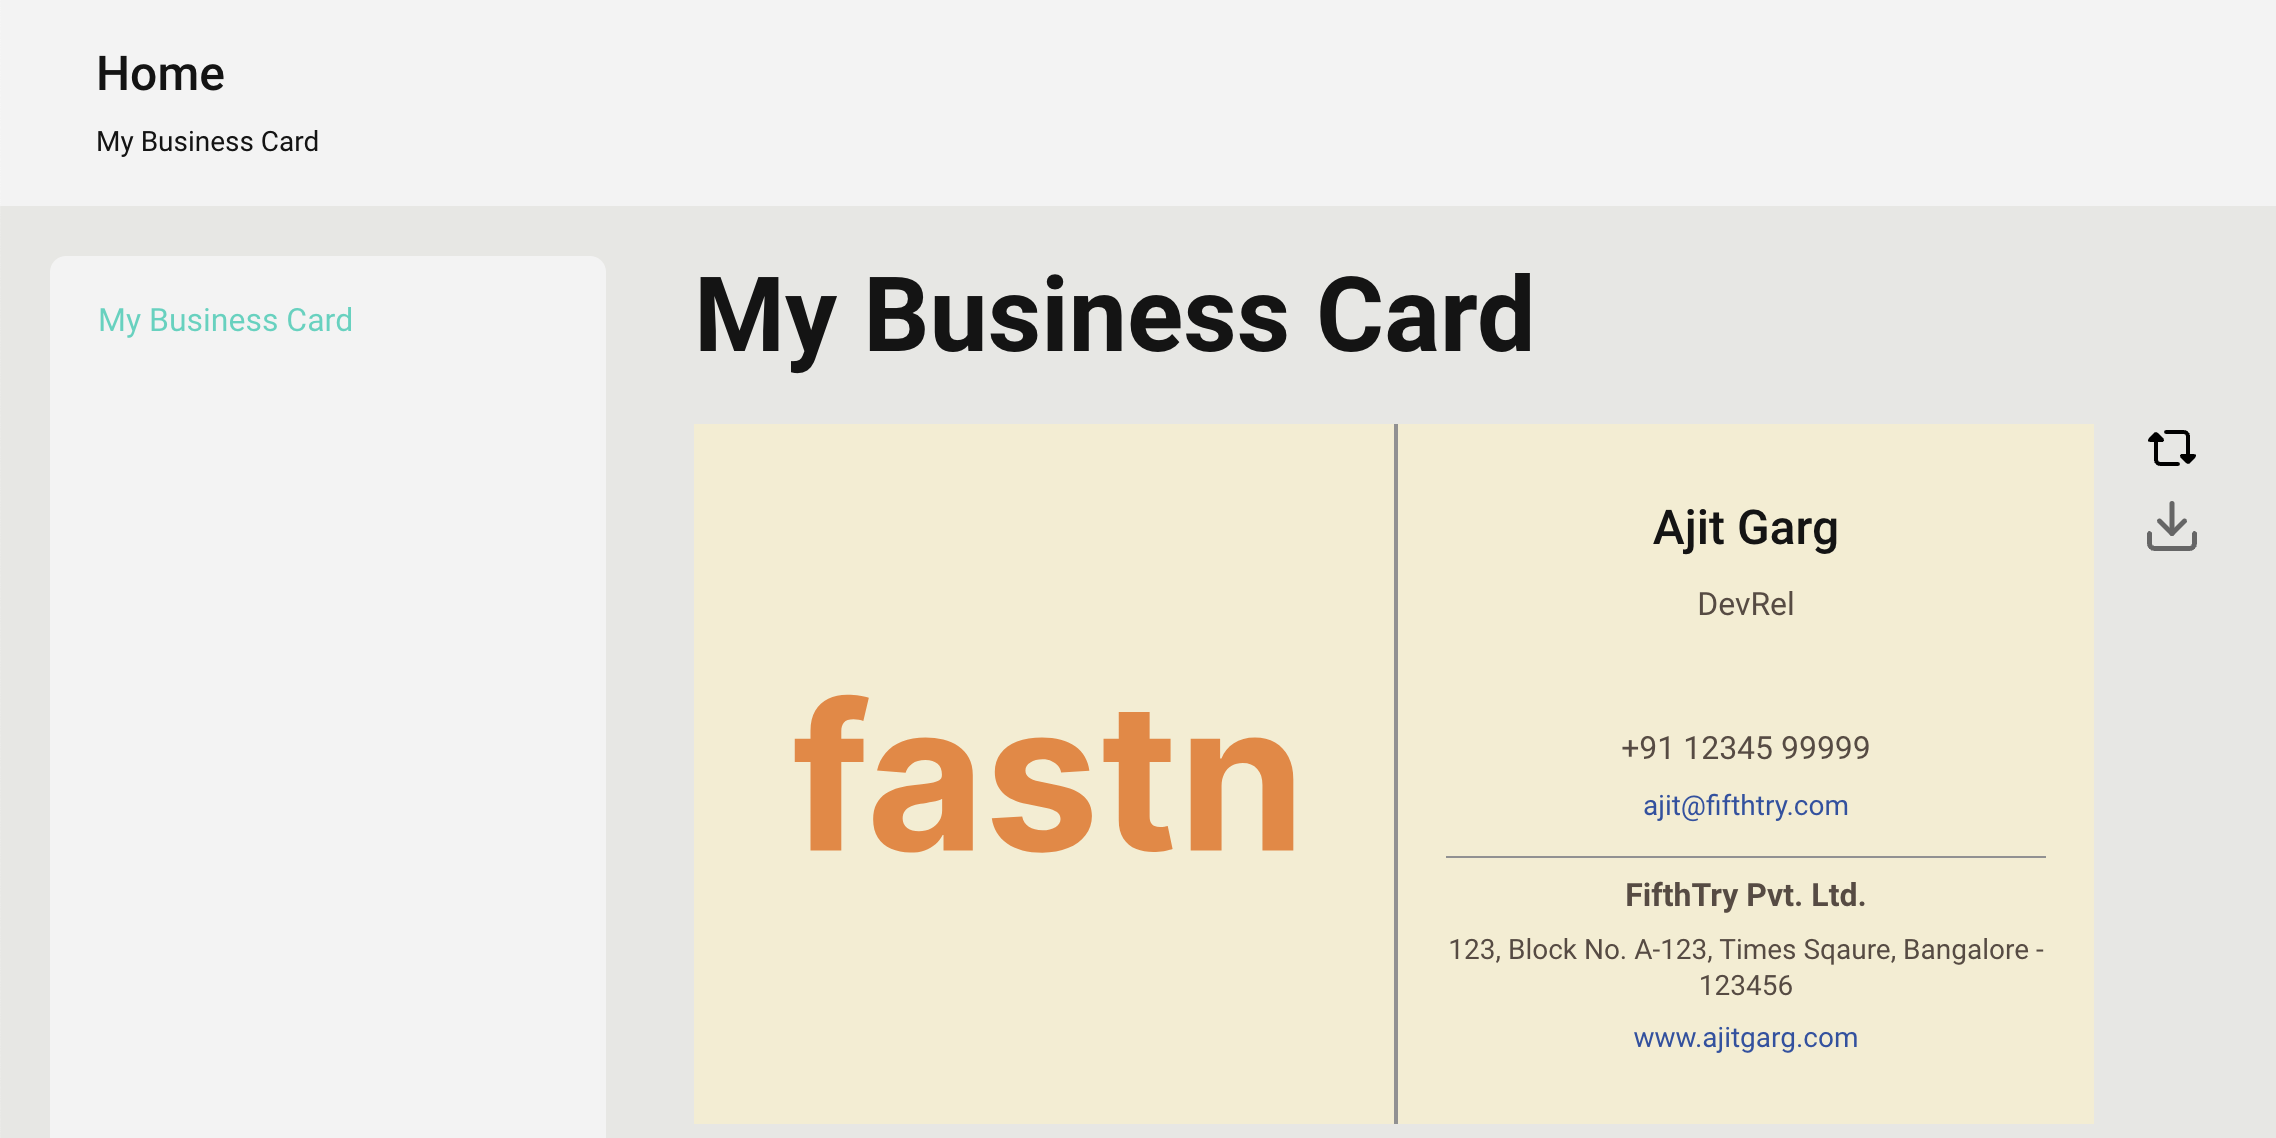 Home
My Business Card
My Business Card
My Business Card
fastn
Ajit Garg
DevRel
+91 12345 99999
ajit@fifthtry.com
FifthTry Pvt. Ltd.
123, Block No. A-123, Times Sqaure, Bangalore -
123456
www.ajitgarg.com